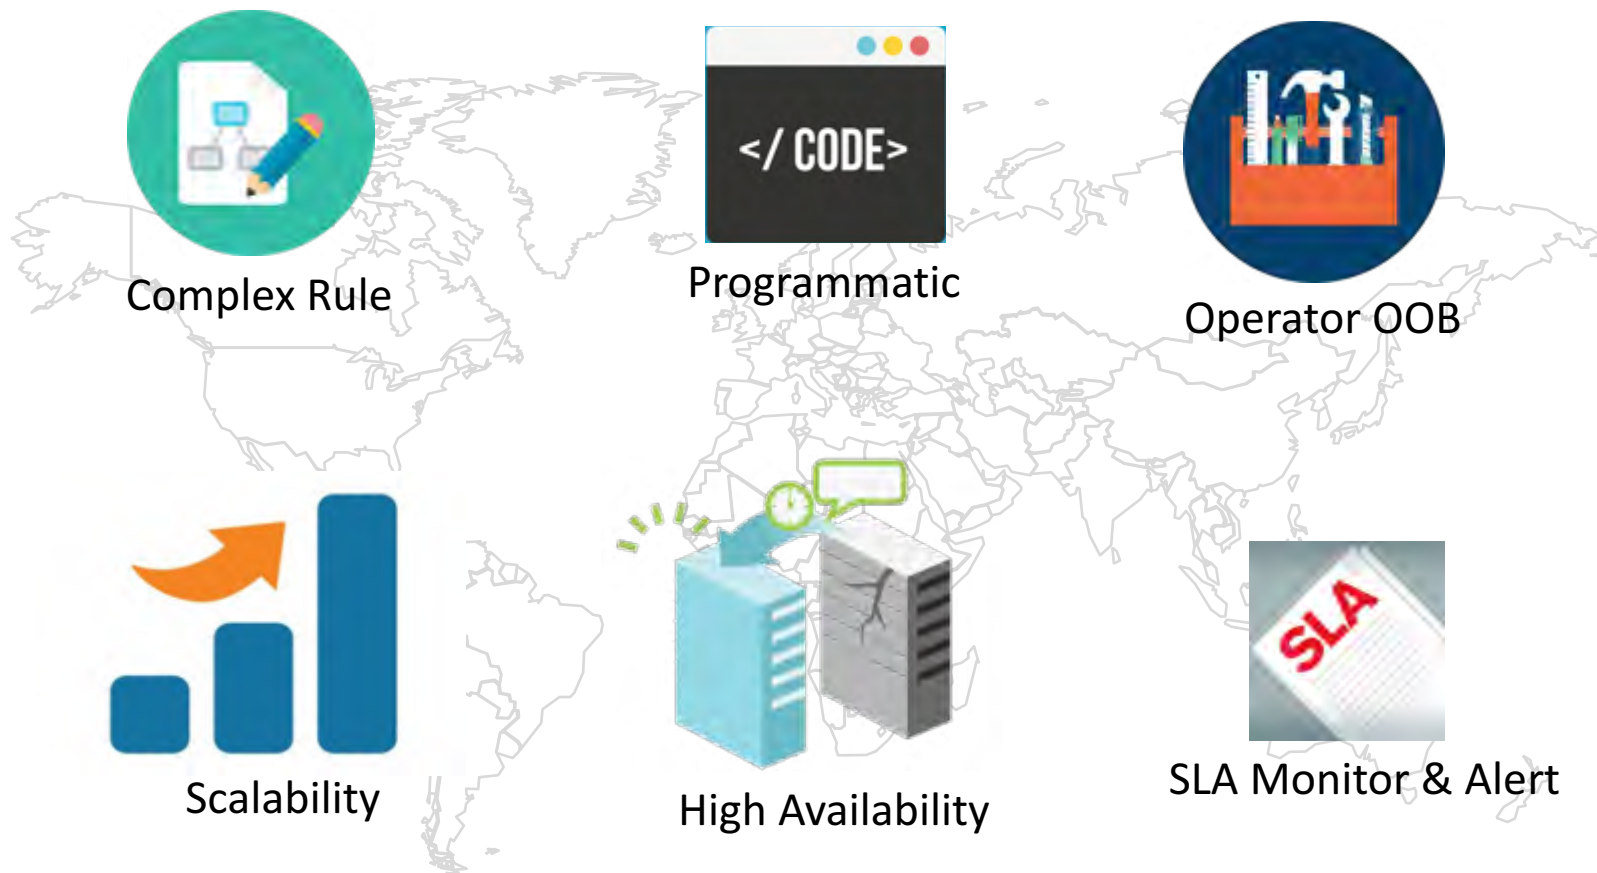 </ CODE>
Complex Rule
Programmatic
Operator OOB
SLA
Scalability
High Availability
SLA Monitor & Alert